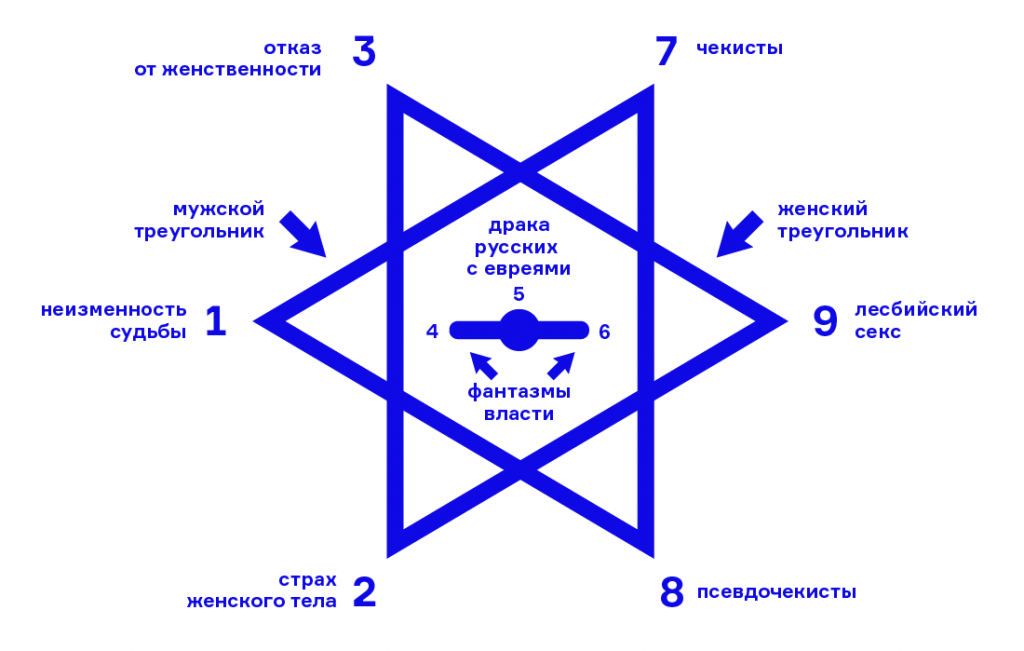 отказ
от женственности
3
7
чекисты
мужской
треугольник
женский
треугольник
драка
русских
с евреями
5
неизменность
судьбы
1
4
6
9
лесбийский
секс
фантазмы
власти
страх
женского тела
2
8
псевдочекисты